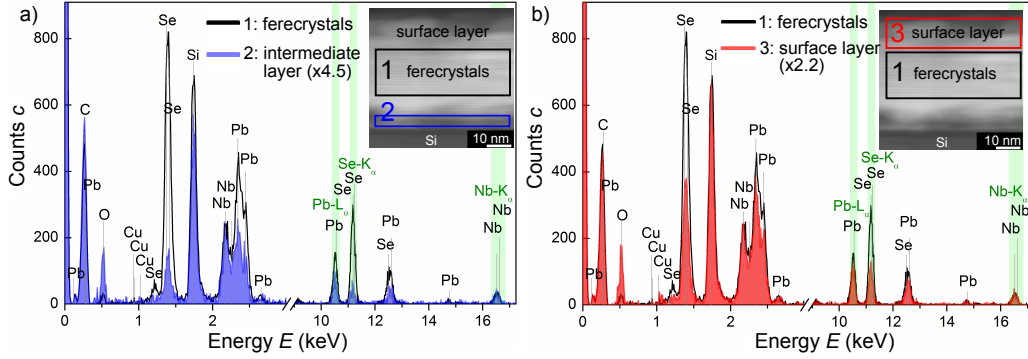 a)
1: ferecrystals
2: intermediate
layer (x4.5)
surface layer
1 ferecrystals
2
Si
10 nm
Counts c
800
600
400
200
0
C
Pb
Pb
O
Cu
Cu
Cu
Se
Se
Se
Si
Nb
Nb
Pb
Pb
Pb
Pb-Lα
Pb
Se
Se-Kα
Se
Pb
Se
Pb
Nb-Kα
Nb
Nb
0 1 2 10 12 14 16
Energy E (keV)
b)
1: ferecrystals
3: surface layer
(x2.2)
3 surface layer
1 ferecrystals
Si
10 nm
Counts c
800
600
400
200
0
C
Pb
Pb
O
Cu
Cu
Cu
Se
Se
Se
Si
Nb
Nb
Pb
Pb
Pb
Pb-Lα
Pb
Se
Se-Kα
Se
Pb
Se
Pb
Nb-Kα
Nb
Nb
0 1 2 10 12 14 16
Energy E (keV)